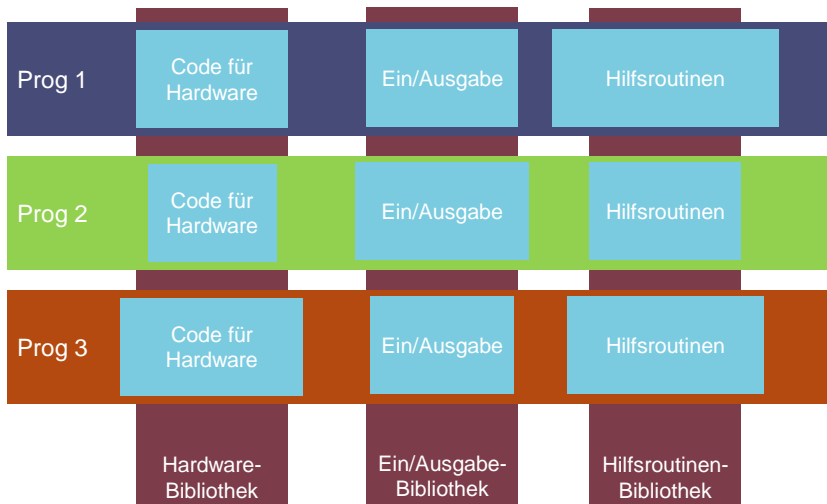 Prog 1
Code für
Hardware
Ein/Ausgabe
Hilfsroutinen
Prog 2
Code für
Hardware
Ein/Ausgabe
Hilfsroutinen
Prog 3
Code für
Hardware
Ein/Ausgabe
Hilfsroutinen
Hardware-
Bibliothek
Ein/Ausgabe-
Bibliothek
Hilfsroutinen-
Bibliothek